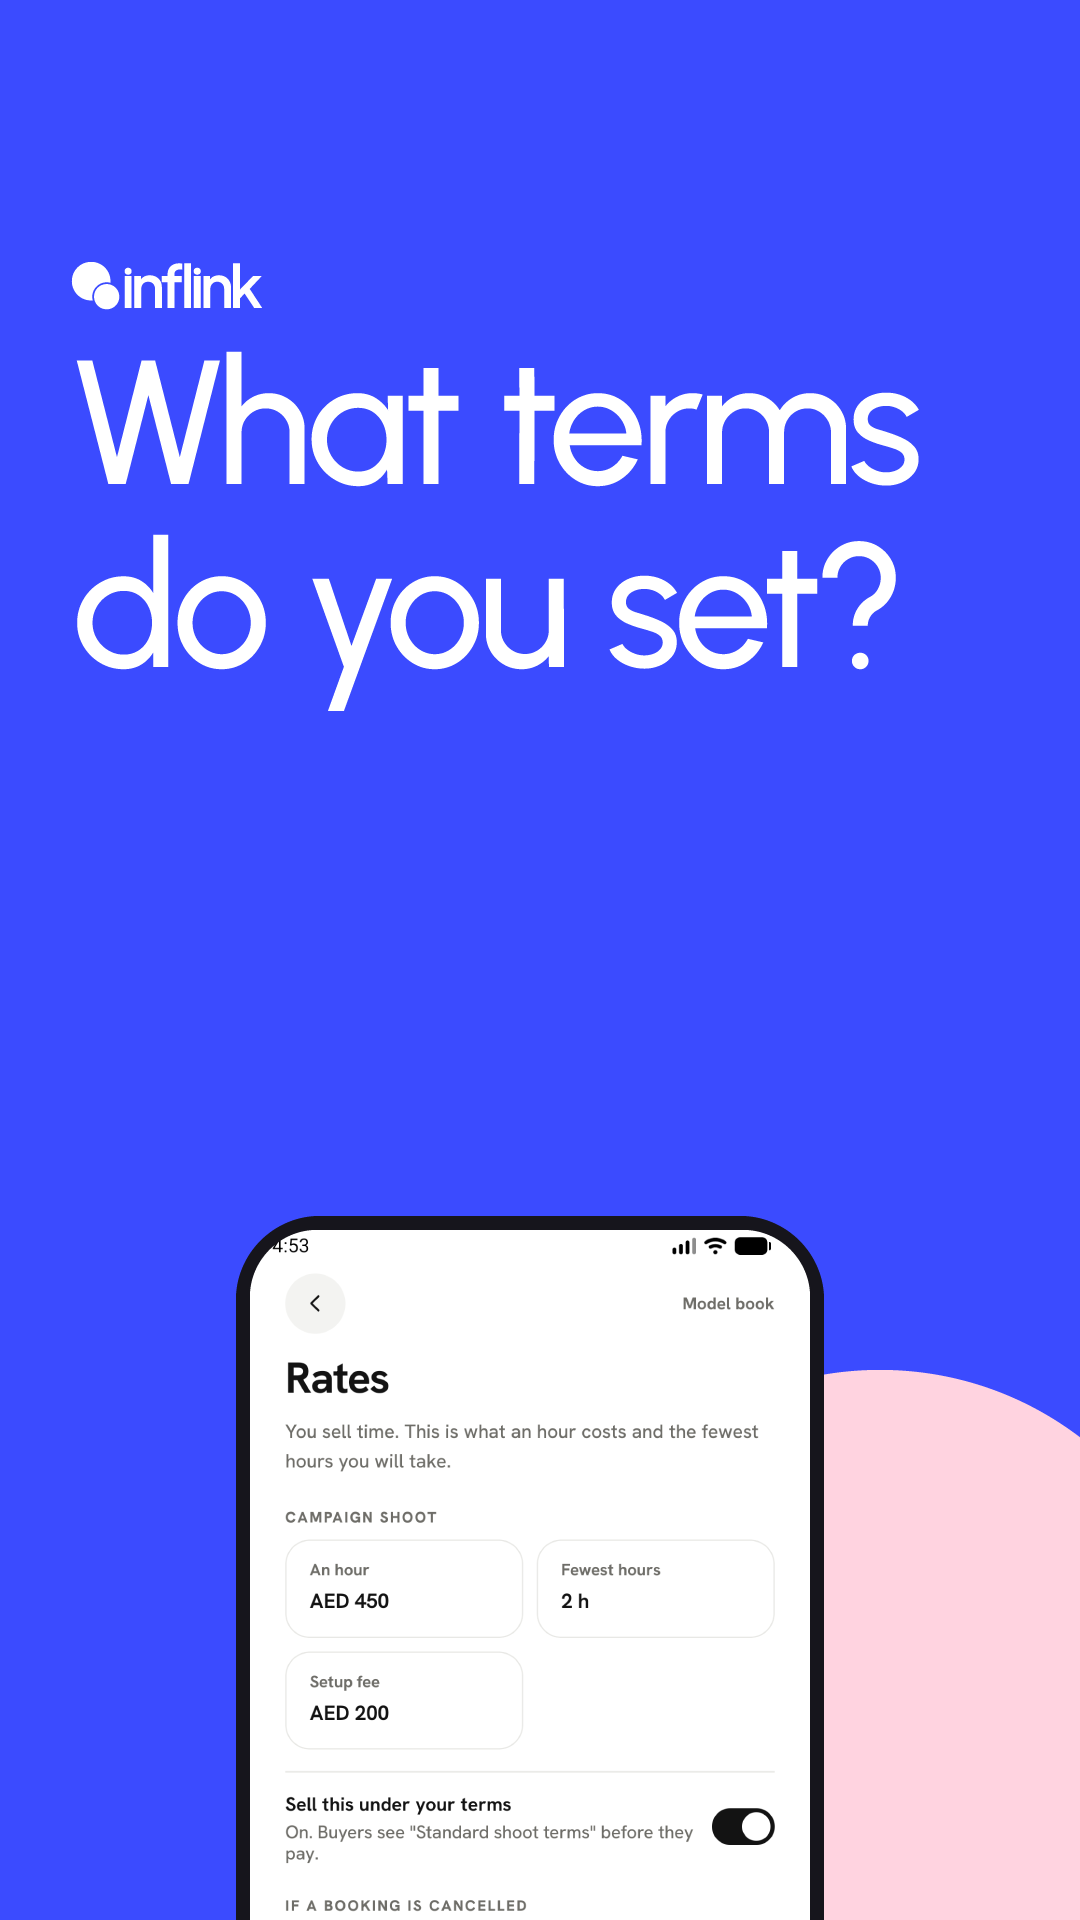 inflink
What terms
do you set?
4:53
Model book
Rates
You sell time. This is what an hour costs and the fewest
hours you will take.
CAMPAIGN SHOOT
An hour
AED 450
Fewest hours
2 h
Setup fee
AED 200
Sell this under your terms
On. Buyers see "Standard shoot terms" before they
pay.
IF A BOOKING IS CANCELLED